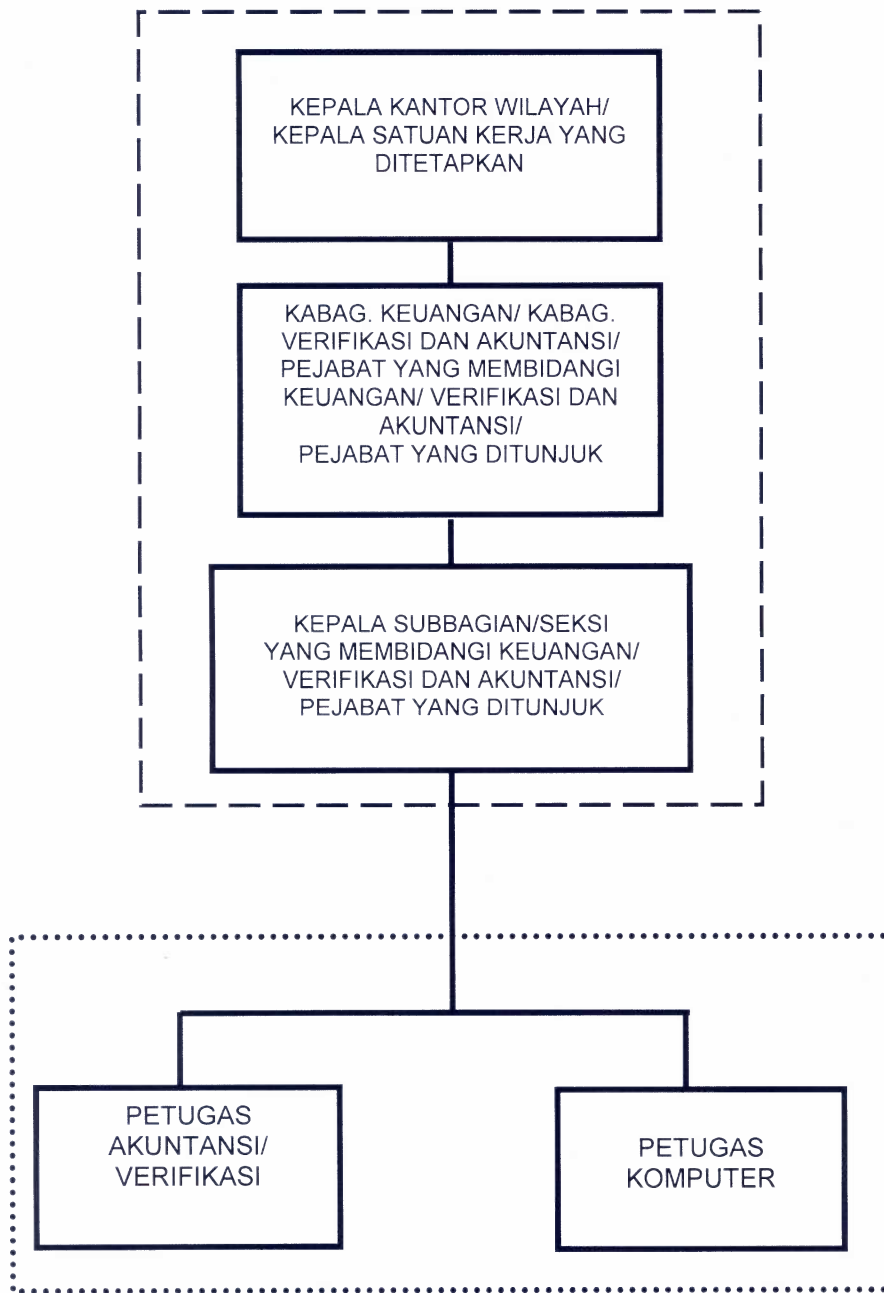 KEPALA KANTOR WILAYAH/
KEPALA SATUAN KERJA YANG
DITETAPKAN
KABAG. KEUANGAN/ KABAG.
VERIFIKASI DAN AKUNTANSI/
PEJABAT YANG MEMBIDANGI
KEUANGAN/ VERIFIKASI DAN
AKUNTANSI/
PEJABAT YANG DITUNJUK
KEPALA SUBBAGIAN/SEKSI
YANG MEMBIDANGI KEUANGAN/
VERIFIKASI DAN AKUNTANSI/
PEJABAT YANG DITUNJUK
PETUGAS
AKUNTANSI/
VERIFIKASI
PETUGAS
KOMPUTER